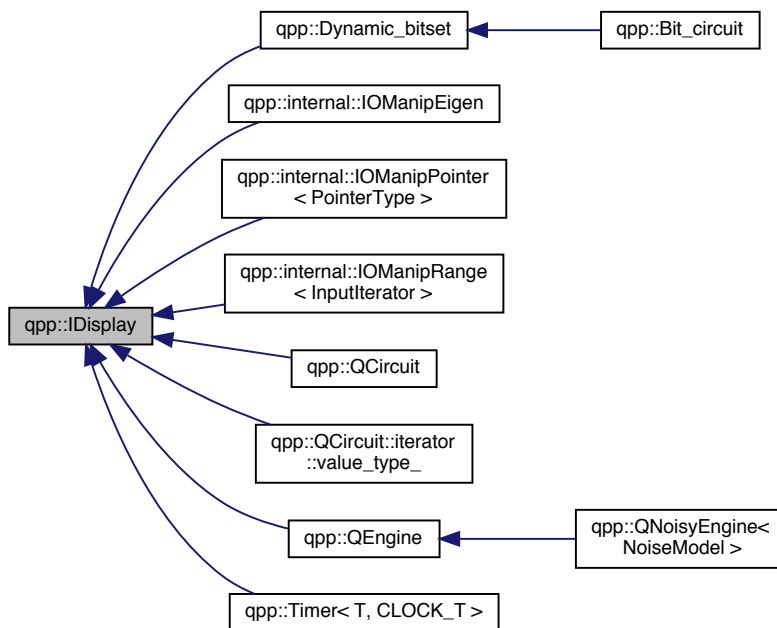 qpp::Dynamic_bitset
qpp::Bit_circuit
qpp::internal::IOManipEigen
qpp::internal::IOManipPointer
< PointerType >
qpp::internal::IOManipRange
< InputIterator >
qpp::IDisplay
qpp::QCircuit
qpp::QCircuit::iterator
::value_type_
qpp::QEngine
qpp::QNoisyEngine<
NoiseModel >
qpp::Timer< T, CLOCK_T >